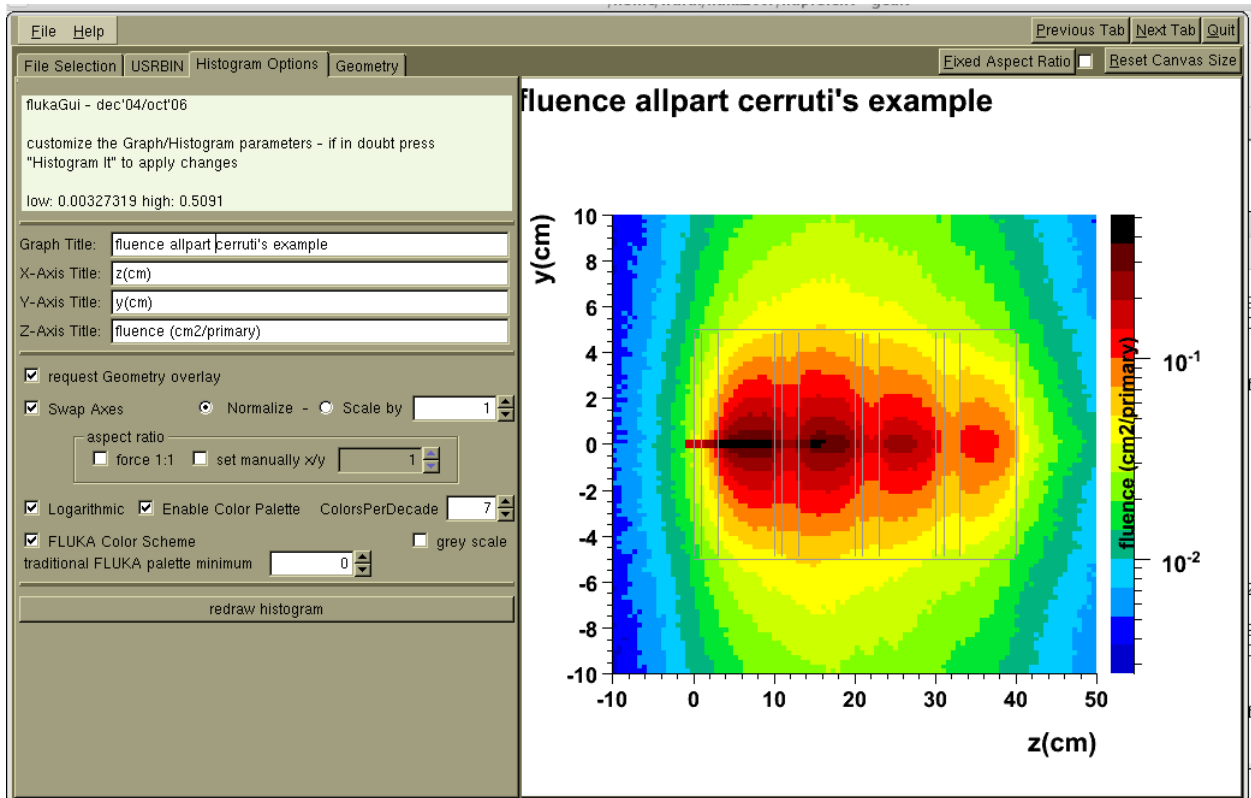 File Help
Previous Tab Next Tab Quit
File Selection USRBIN Histogram Options Geometry
Fixed Aspect Ratio Reset Canvas Size
flukaGui - dec'04/oct'06
customize the Graph/Histogram parameters - if in doubt press
"Histogram It" to apply changes
low: 0.00327319 high: 0.5091
Graph Title: fluence allpart cerruti's example
X-Axis Title: z(cm)
Y-Axis Title: y(cm)
Z-Axis Title: fluence (cm2/primary)
request Geometry overlay
Swap Axes Normalize - Scale by 1
aspect ratio
force 1:1 set manually x/y 1
Logarithmic Enable Color Palette ColorsPerDecade 7
FLUKA Color Scheme grey scale
traditional FLUKA palette minimum 0
redraw histogram
fluence allpart cerruti's example
y(cm)
10
8
6
4
2
0
-2
-4
-6
-8
-10
-10 0 10 20 30 40 50
z(cm)
fluence (cm2/primary)
10-1
10-2